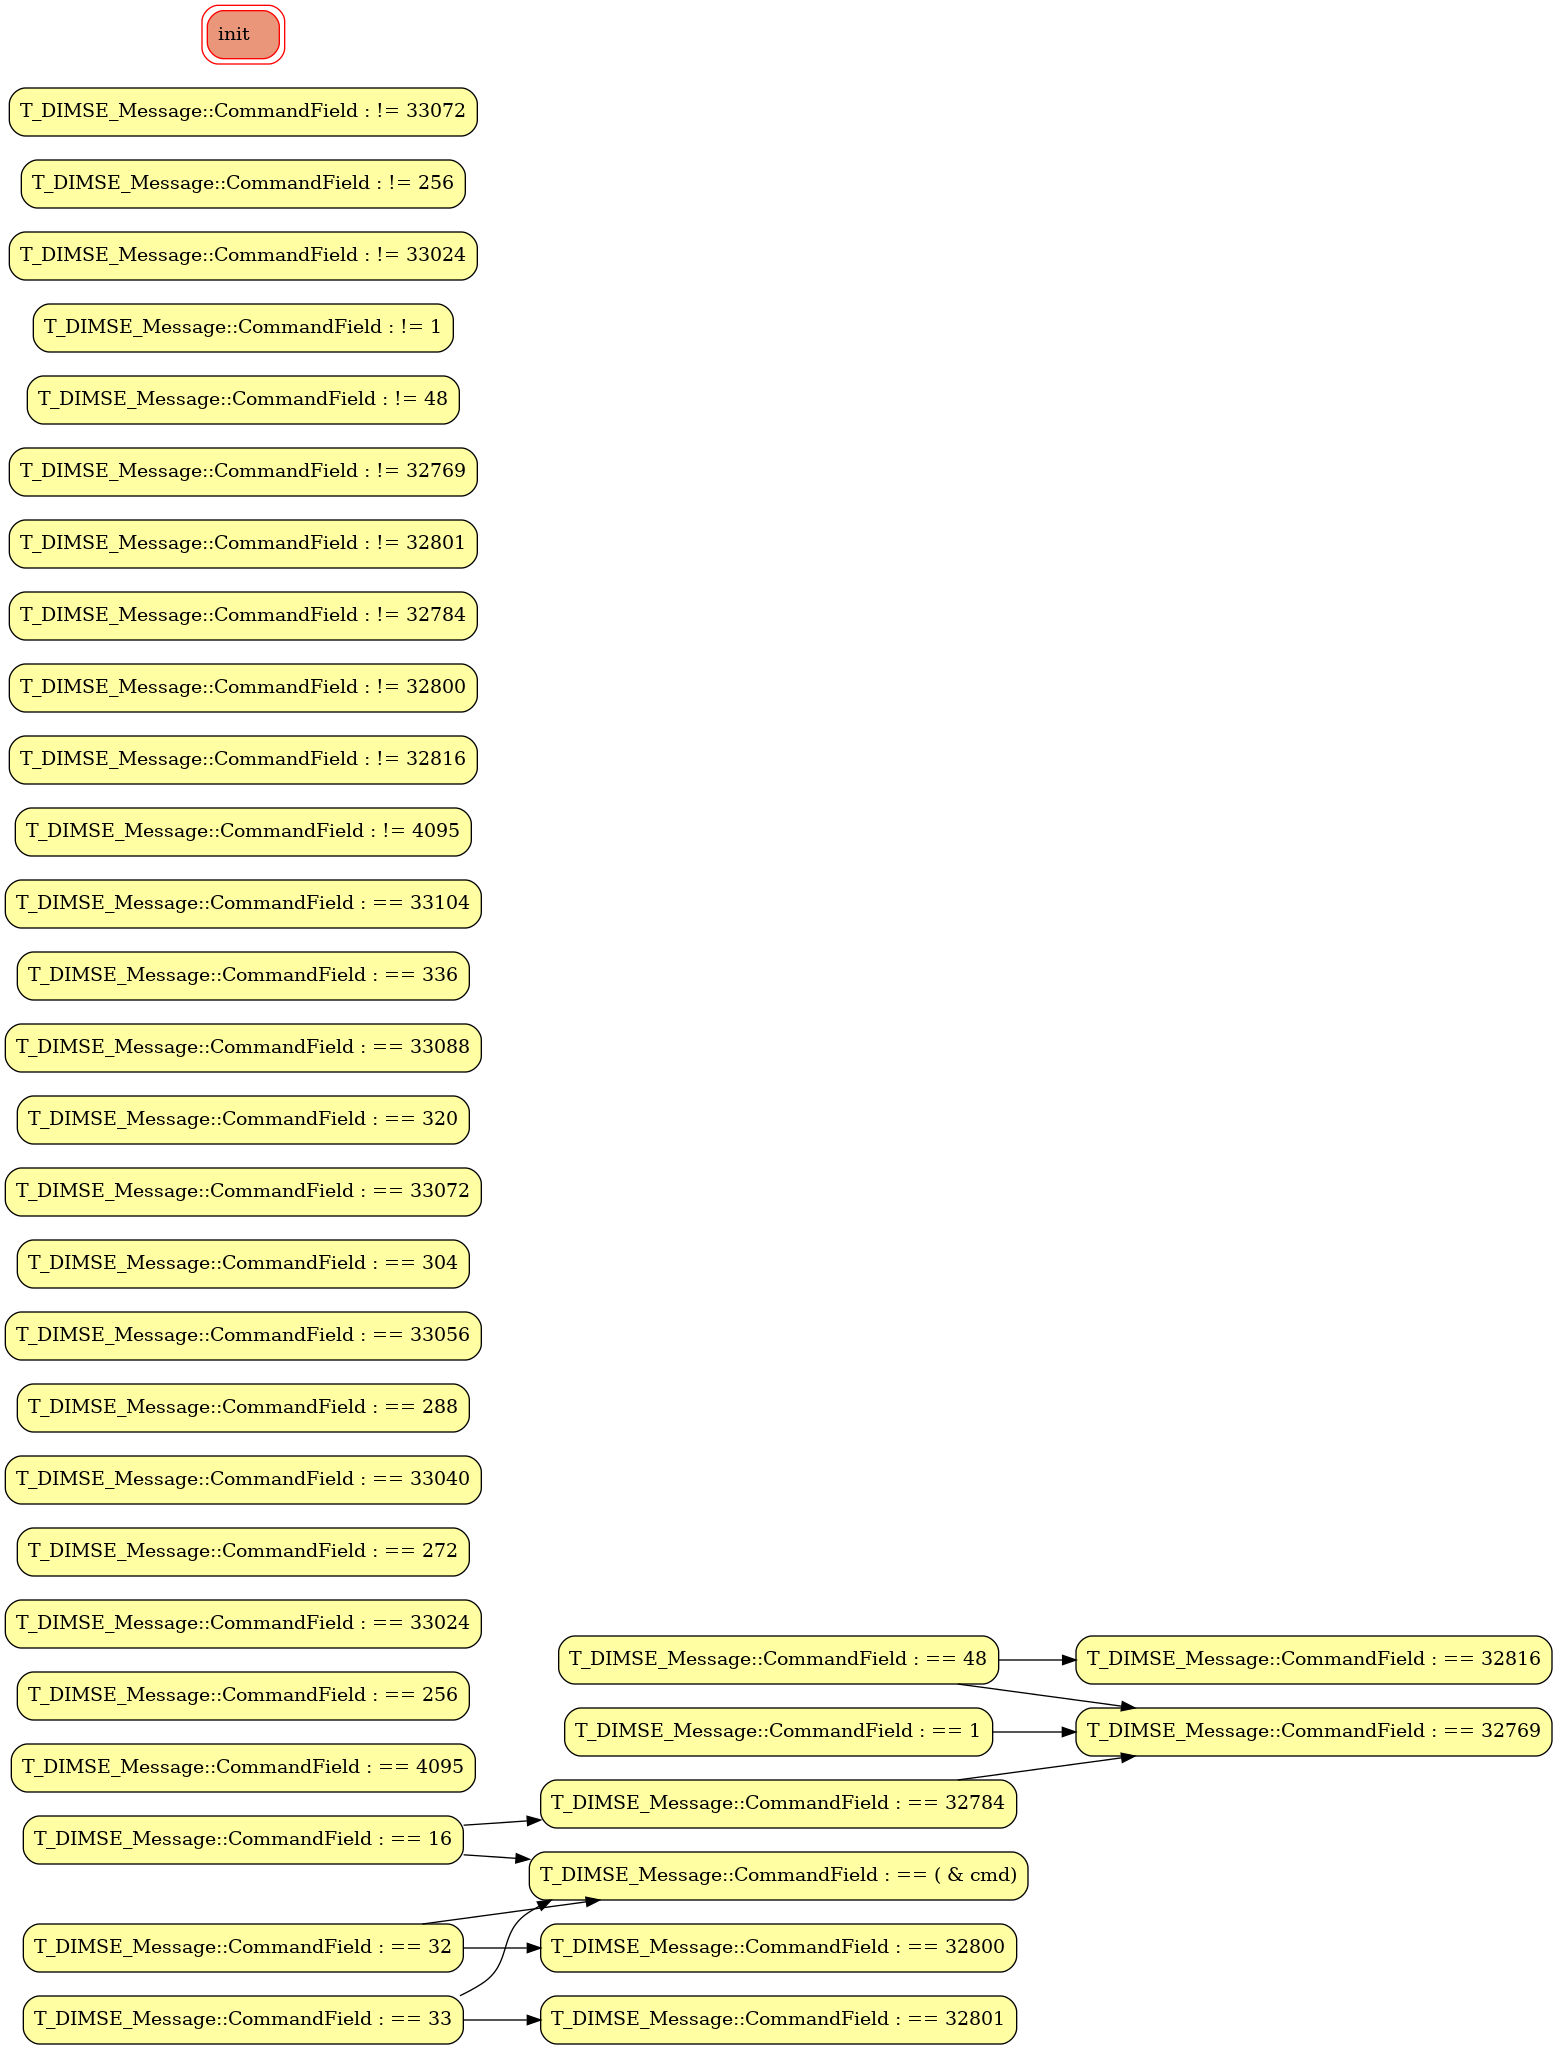 init
T_DIMSE_Message::CommandField : != 33072
T_DIMSE_Message::CommandField : != 256
T_DIMSE_Message::CommandField : != 33024
T_DIMSE_Message::CommandField : != 1
T_DIMSE_Message::CommandField : != 48
T_DIMSE_Message::CommandField : != 32769
T_DIMSE_Message::CommandField : != 32801
T_DIMSE_Message::CommandField : != 32784
T_DIMSE_Message::CommandField : != 32800
T_DIMSE_Message::CommandField : != 32816
T_DIMSE_Message::CommandField : != 4095
T_DIMSE_Message::CommandField : == 33104
T_DIMSE_Message::CommandField : == 336
T_DIMSE_Message::CommandField : == 33088
T_DIMSE_Message::CommandField : == 320
T_DIMSE_Message::CommandField : == 33072
T_DIMSE_Message::CommandField : == 304
T_DIMSE_Message::CommandField : == 33056
T_DIMSE_Message::CommandField : == 288
T_DIMSE_Message::CommandField : == 33040
T_DIMSE_Message::CommandField : == 272
T_DIMSE_Message::CommandField : == 33024
T_DIMSE_Message::CommandField : == 256
T_DIMSE_Message::CommandField : == 4095
T_DIMSE_Message::CommandField : == 16
T_DIMSE_Message::CommandField : == 32
T_DIMSE_Message::CommandField : == 33
T_DIMSE_Message::CommandField : == 48
T_DIMSE_Message::CommandField : == 1
T_DIMSE_Message::CommandField : == 32784
T_DIMSE_Message::CommandField : == ( & cmd)
T_DIMSE_Message::CommandField : == 32800
T_DIMSE_Message::CommandField : == 32801
T_DIMSE_Message::CommandField : == 32816
T_DIMSE_Message::CommandField : == 32769